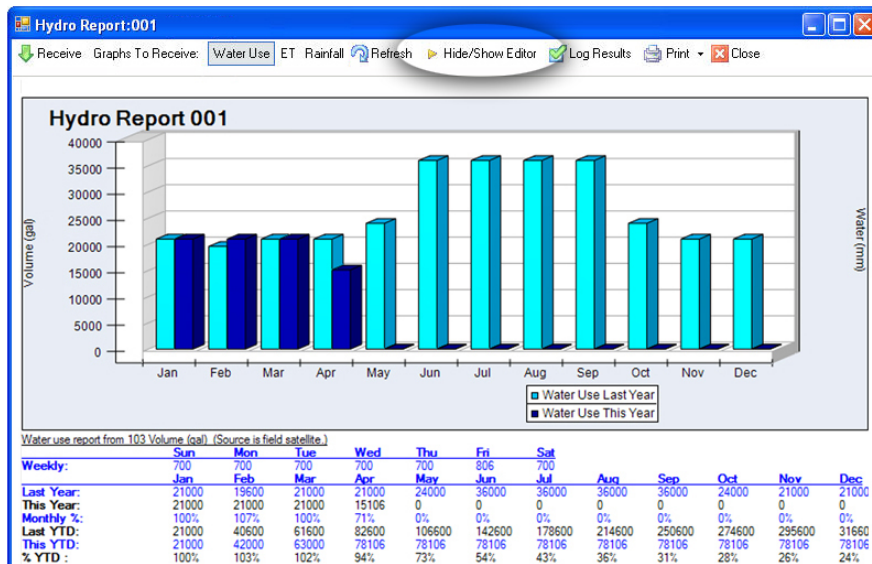 Hydro Report:001
Receive Graphs To Receive: Water Use ET Rainfall Refresh Hide/Show Editor Log Results Print Close
Hydro Report 001
40000
35000
30000
25000
20000
15000
10000
5000
0
Volume (gal)
Water (mm)
Jan Feb Mar Apr May Jun Jul Aug Sep Oct Nov Dec
Water Use Last Year
Water Use This Year
Water use report from 103 Volume (gal) (Source is field satellite.)
Sun Mon Tue Wed Thu Fri Sat
Weekly: 700 700 700 700 700 806 700
Jan Feb Mar Apr May Jun Jul Aug Sep Oct Nov Dec
Last Year: 21000 19600 21000 21000 24000 36000 36000 36000 36000 24000 21000 21000
This Year: 21000 21000 21000 15106 0 0 0 0 0 0 0 0
Monthly %: 100% 107% 100% 71% 0% 0% 0% 0% 0% 0% 0% 0%
Last YTD: 21000 40600 61600 82600 106600 142600 178600 214600 250600 274600 295600 31660
This YTD: 21000 42000 63000 78106 78106 78106 78106 78106 78106 78106 78106 78106
% YTD : 100% 103% 102% 94% 73% 54% 43% 36% 31% 28% 26% 24%